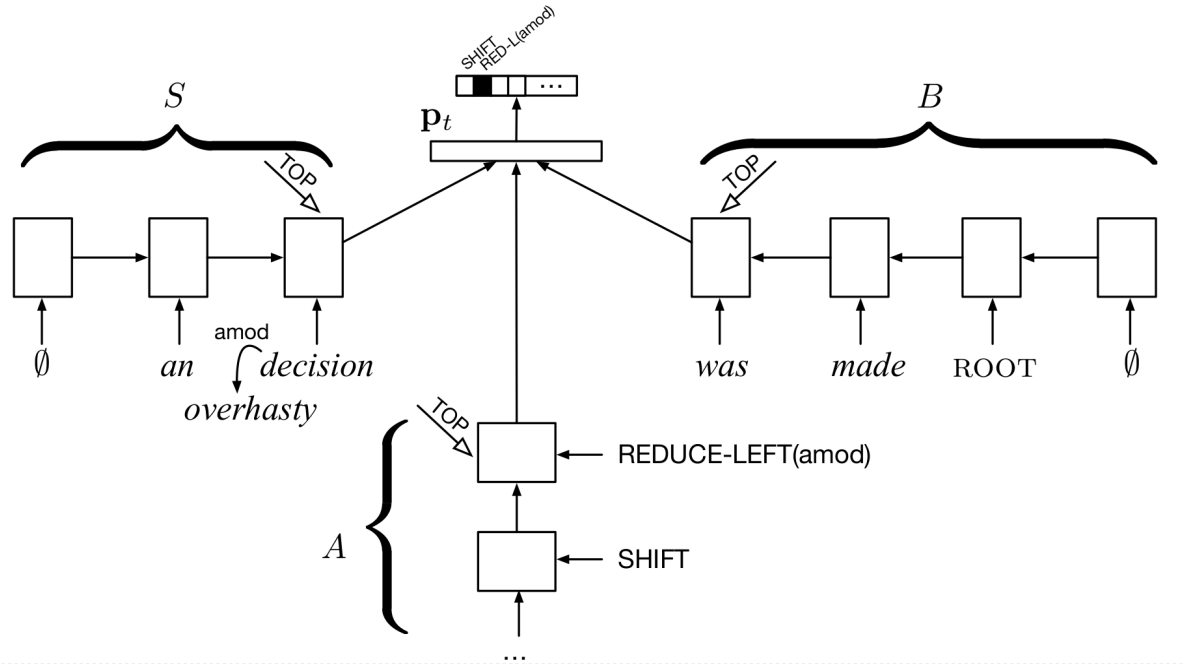 SHIFT
RED-L(amod)
...
p_t
S
B
TOP
TOP
amod
∅ an decision was made ROOT ∅
overhasty
TOP
REDUCE-LEFT(amod)
A
SHIFT
...